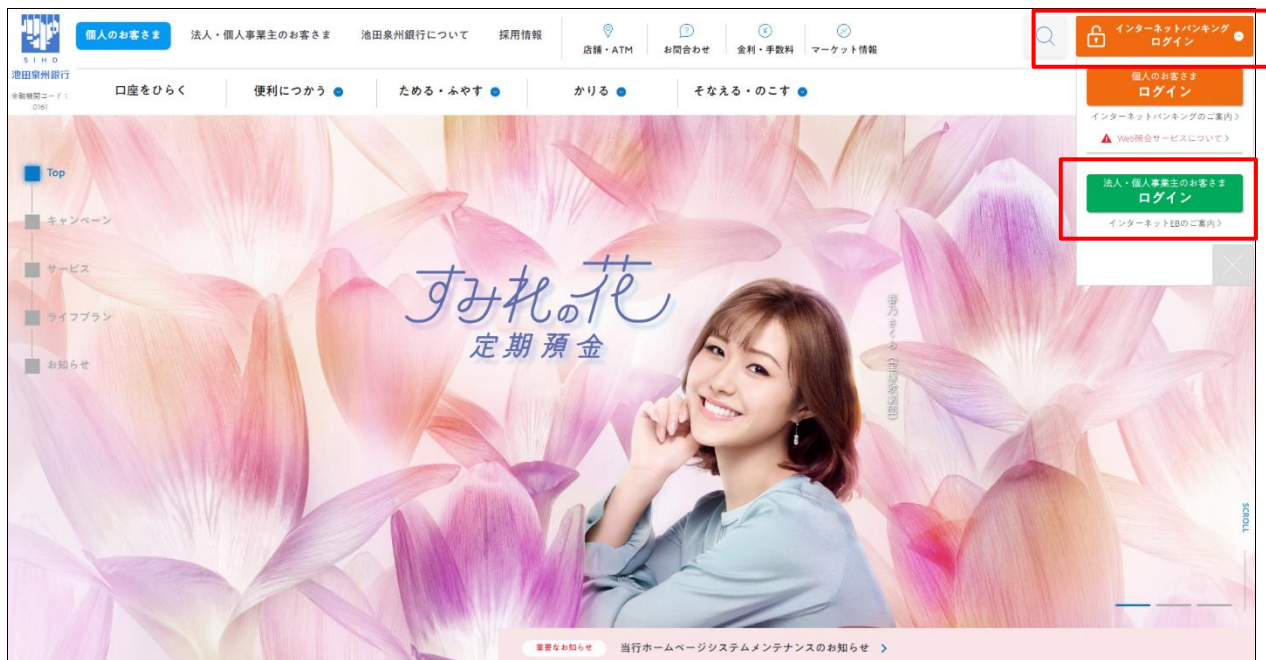 SIHD
池田泉州銀行
金融機関コード：
0161
個人のお客さま
法人・個人事業主のお客さま
池田泉州銀行について
採用情報
店舗・ATM
お問合わせ
金利・手数料
マーケット情報
インターネットバンキング
ログイン
口座をひらく
便利につかう
ためる・ふやす
かりる
そなえる・のこす
個人のお客さま
ログイン
インターネットバンキングのご案内
Web照会サービスについて
法人・個人事業主のお客さま
ログイン
インターネットEBのご案内
Top
キャンペーン
サービス
ライフプラン
お知らせ
すみれの花
定期預金
春乃さくら（宝塚歌劇団）
SCROLL
重要なお知らせ
当行ホームページシステムメンテナンスのお知らせ